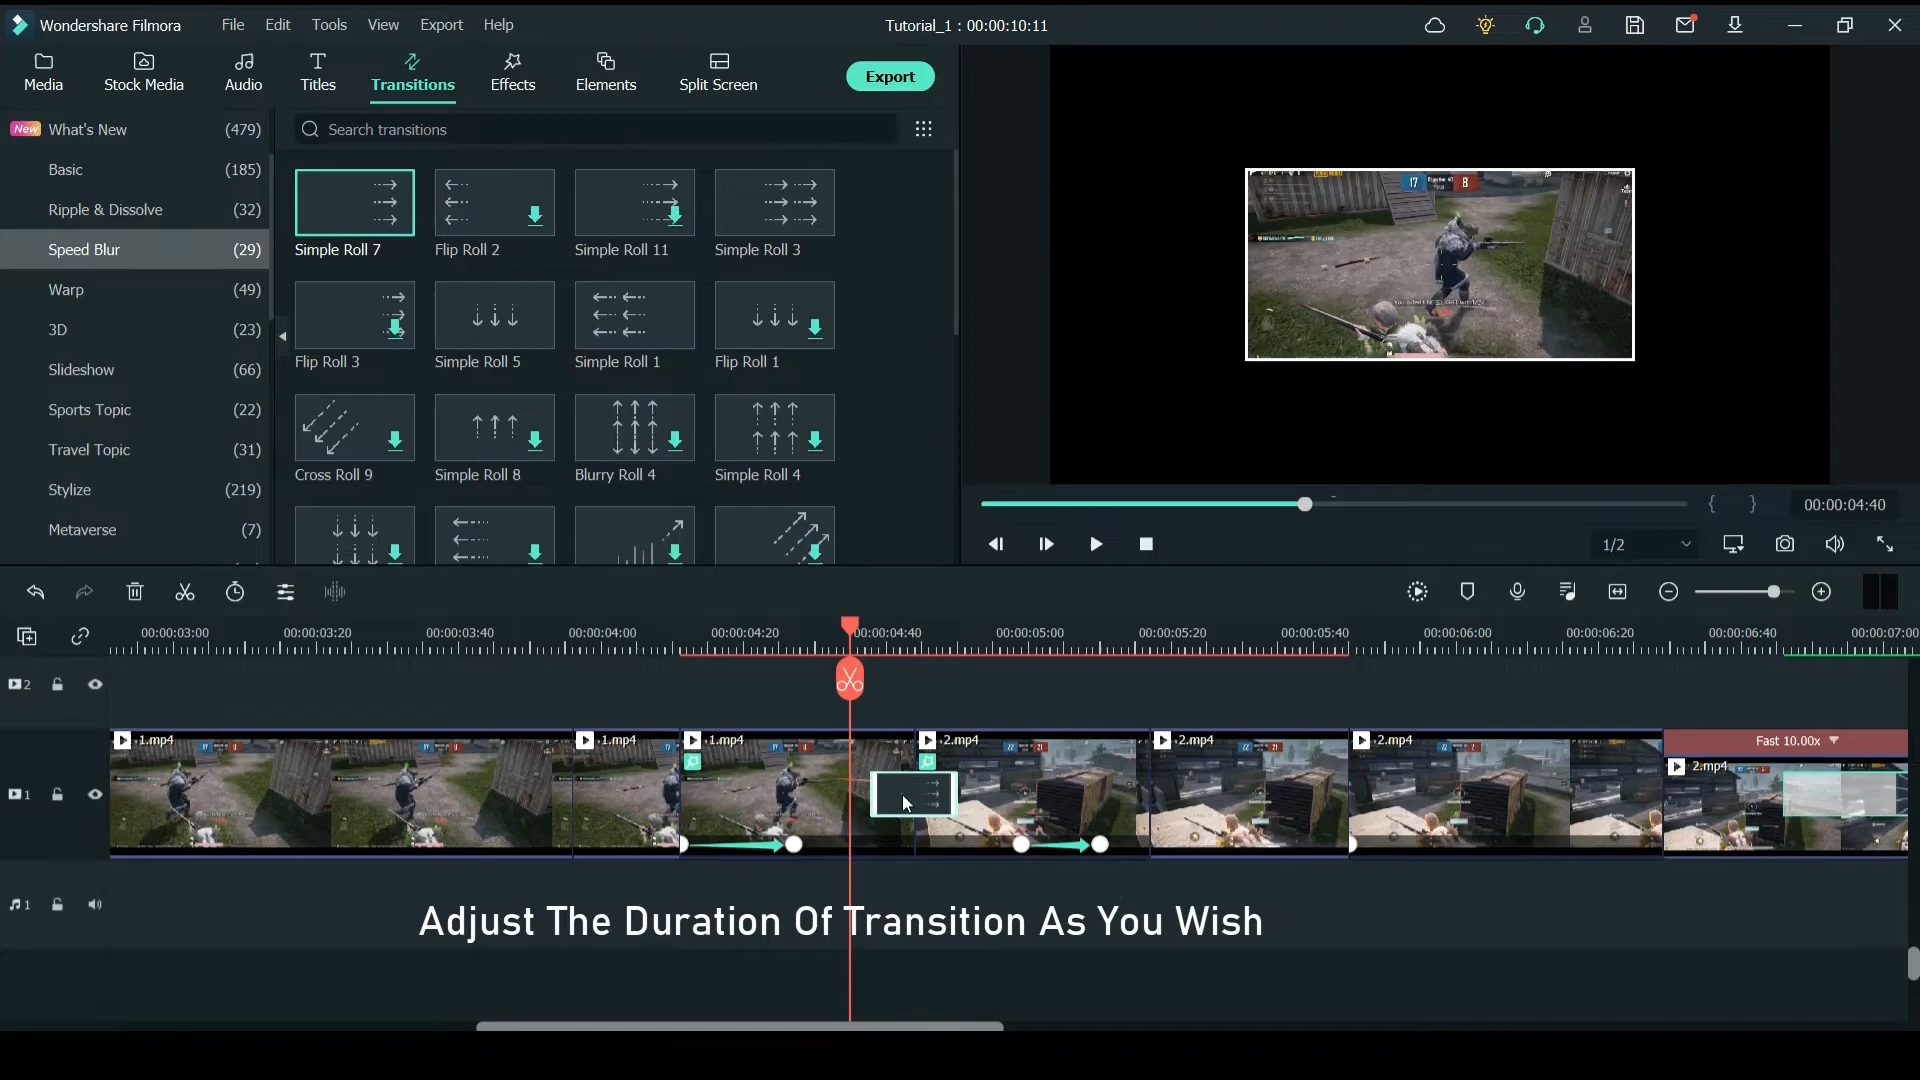 Wondershare Filmora
File
Edit
Tools
View
Export
Help
Tutorial_1 : 00:00:10:11
Media
Stock Media
Audio
Titles
Transitions
Effects
Elements
Split Screen
Export
New What's New (479)
Basic (185)
Ripple & Dissolve (32)
Speed Blur (29)
Warp (49)
3D (23)
Slideshow (66)
Sports Topic (22)
Travel Topic (31)
Stylize (219)
Metaverse (7)
Search transitions
Simple Roll 7
Flip Roll 2
Simple Roll 11
Simple Roll 3
Flip Roll 3
Simple Roll 5
Simple Roll 1
Flip Roll 1
Cross Roll 9
Simple Roll 8
Blurry Roll 4
Simple Roll 4
17
8
00:00:04:40
1/2
00:00:03:00
00:00:03:20
00:00:03:40
00:00:04:00
00:00:04:20
00:00:04:40
00:00:05:00
00:00:05:20
00:00:05:40
00:00:06:00
00:00:06:20
00:00:06:40
00:00:07:00
2
1
1.mp4
1.mp4
1.mp4
2.mp4
2.mp4
2.mp4
Fast 10.00x
2.mp4
1
Adjust The Duration Of Transition As You Wish